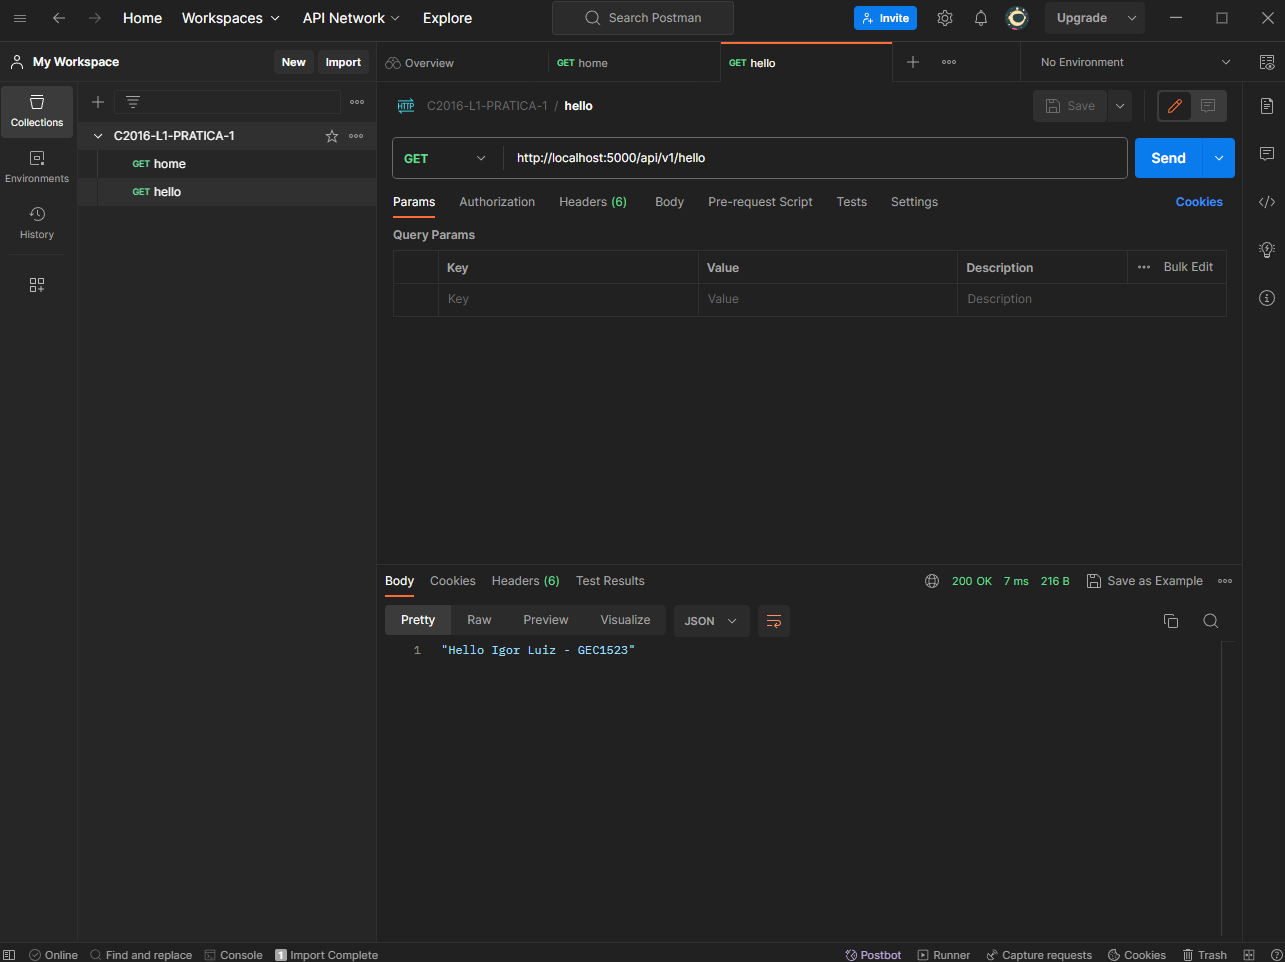 Home Workspaces API Network Explore Search Postman Invite Upgrade
My Workspace New Import Overview GET home GET hello No Environment
Collections
Environments
History
C2016-L1-PRATICA-1
GET home
GET hello
HTTP C2016-L1-PRATICA-1 / hello Save
GET http://localhost:5000/api/v1/hello Send
Params Authorization Headers (6) Body Pre-request Script Tests Settings Cookies
Query Params
Key Value Description Bulk Edit
Key Value Description
Body Cookies Headers (6) Test Results 200 OK 7 ms 216 B Save as Example
Pretty Raw Preview Visualize JSON
1 "Hello Igor Luiz - GEC1523"
Online Find and replace Console 1 Import Complete Postbot Runner Capture requests Cookies Trash